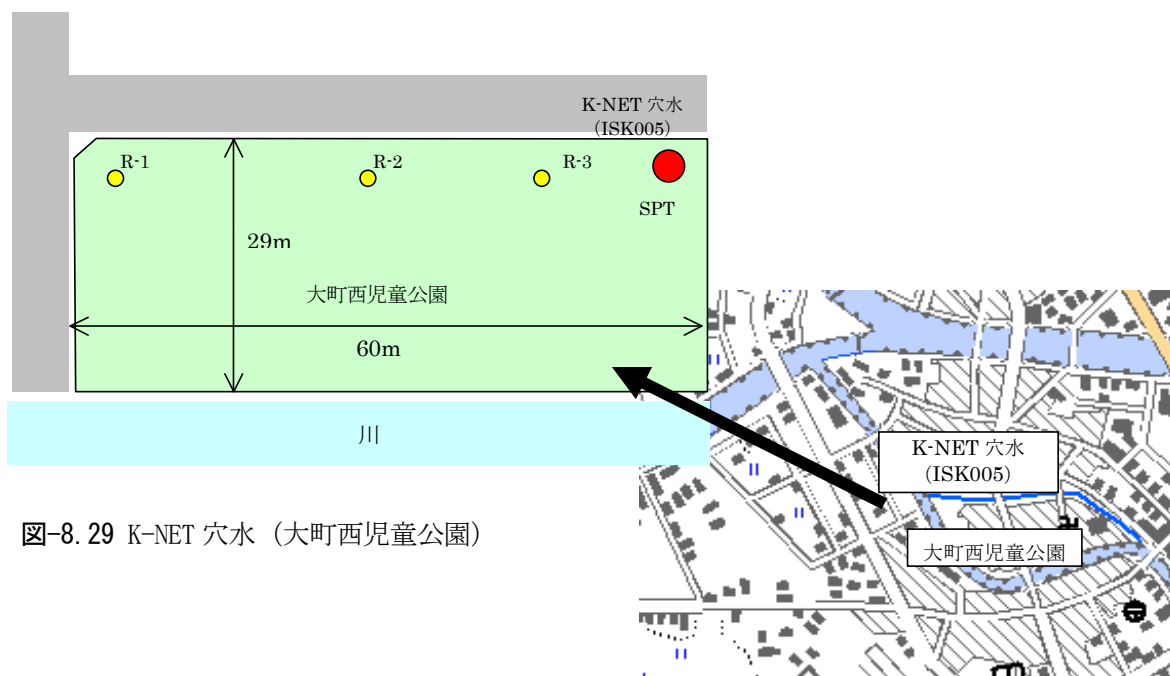 K-NET 穴水
(ISK005)
R-1
R-2
R-3
SPT
29m
大町西児童公園
60m
川
K-NET 穴水
(ISK005)
大町西児童公園
図-8.29 K-NET 穴水 (大町西児童公園)